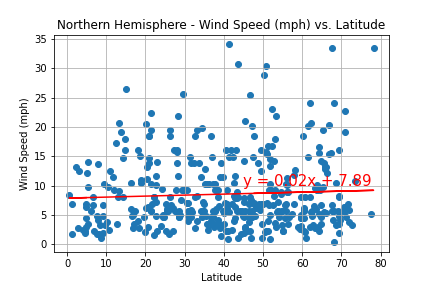 Northern Hemisphere - Wind Speed (mph) vs. Latitude
35
30
25
20
15
10
5
0
Wind Speed (mph)
y = 0.02x + 7.89
0 10 20 30 40 50 60 70 80
Latitude